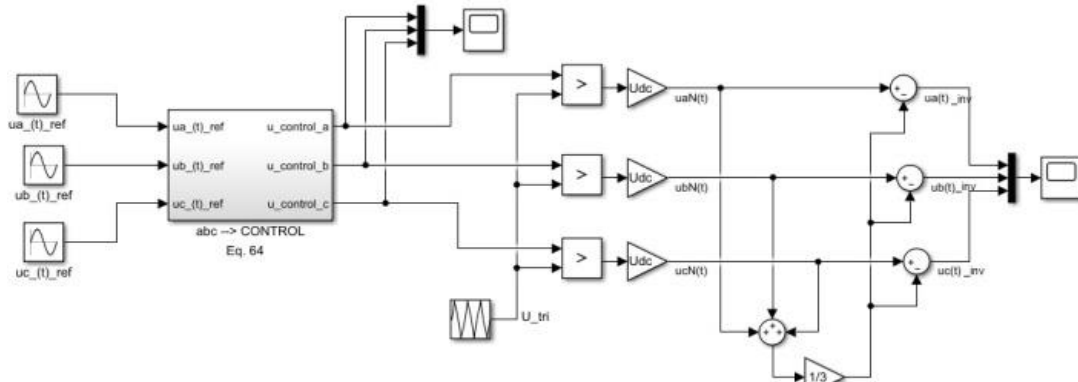 ua_(t)_ref
ub_(t)_ref
uc_(t)_ref
ua_(t)_ref
ub_(t)_ref
uc_(t)_ref
u_control_a
u_control_b
u_control_c
abc --> CONTROL
Eq. 64
U_tri
>
>
>
Udc
Udc
Udc
uaN(t)
ubN(t)
ucN(t)
1/3
ua(t)_inv
ub(t)_inv
uc(t)_inv